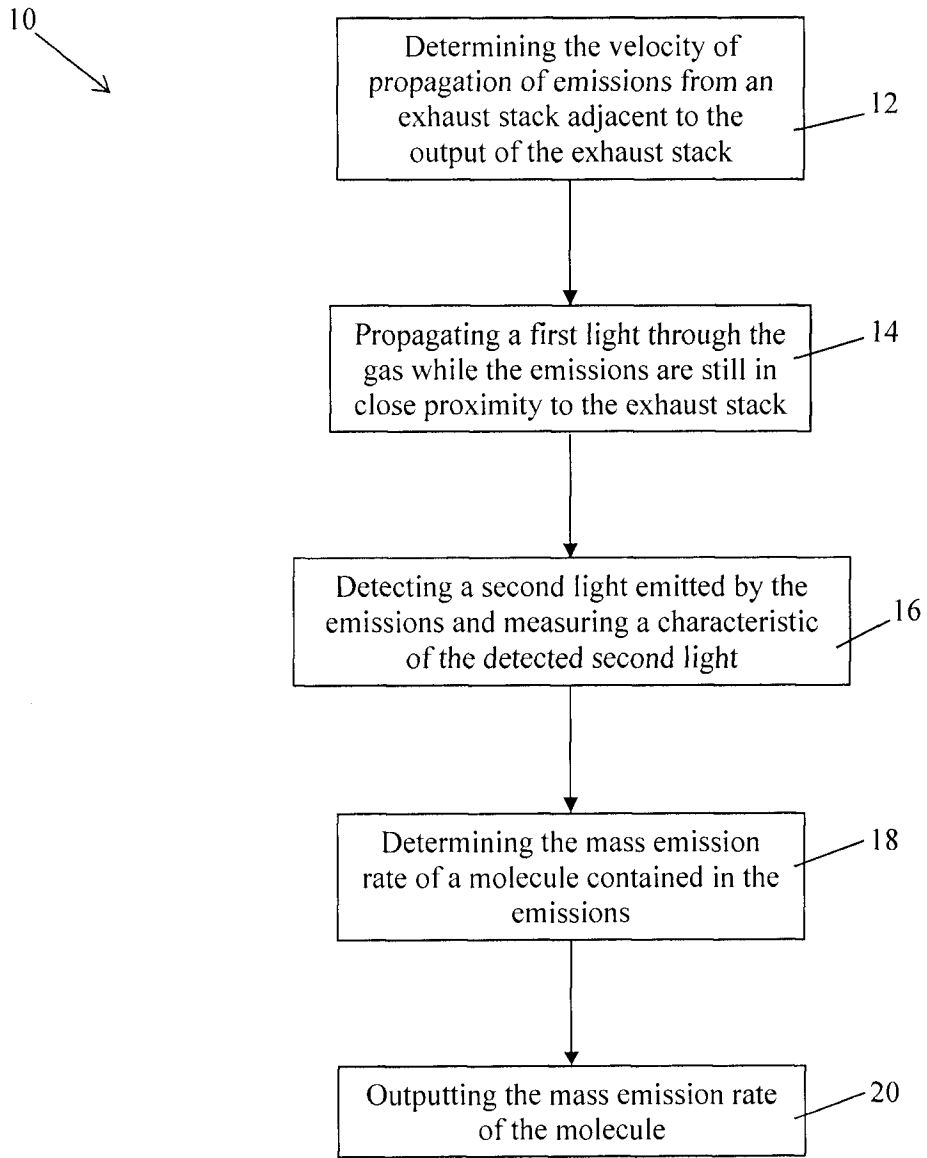 10
Determining the velocity of
propagation of emissions from an
exhaust stack adjacent to the
output of the exhaust stack
12
Propagating a first light through the
gas while the emissions are still in
close proximity to the exhaust stack
14
Detecting a second light emitted by the
emissions and measuring a characteristic
of the detected second light
16
Determining the mass emission
rate of a molecule contained in the
emissions
18
Outputting the mass emission rate
of the molecule
20